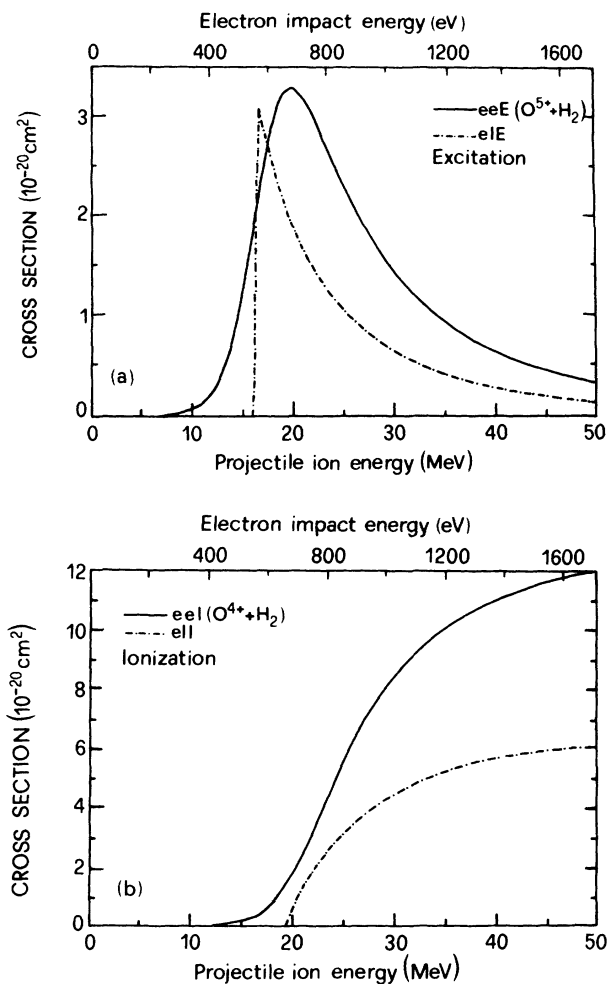 Electron impact energy (eV)
0 400 600 800 1200 1600
CROSS SECTION (10⁻²⁰cm²)
3
2
1
0
eeE (O⁵⁺+H₂)
eIE
Excitation
(a)
0 10 20 30 40 50
Projectile ion energy (MeV)
Electron impact energy (eV)
400 600 800 1200 1600
CROSS SECTION (10⁻²⁰cm²)
12
10
8
6
4
2
0
eeI (O⁴⁺+H₂)
eII
Ionization
(b)
0 10 20 30 40 50
Projectile ion energy (MeV)